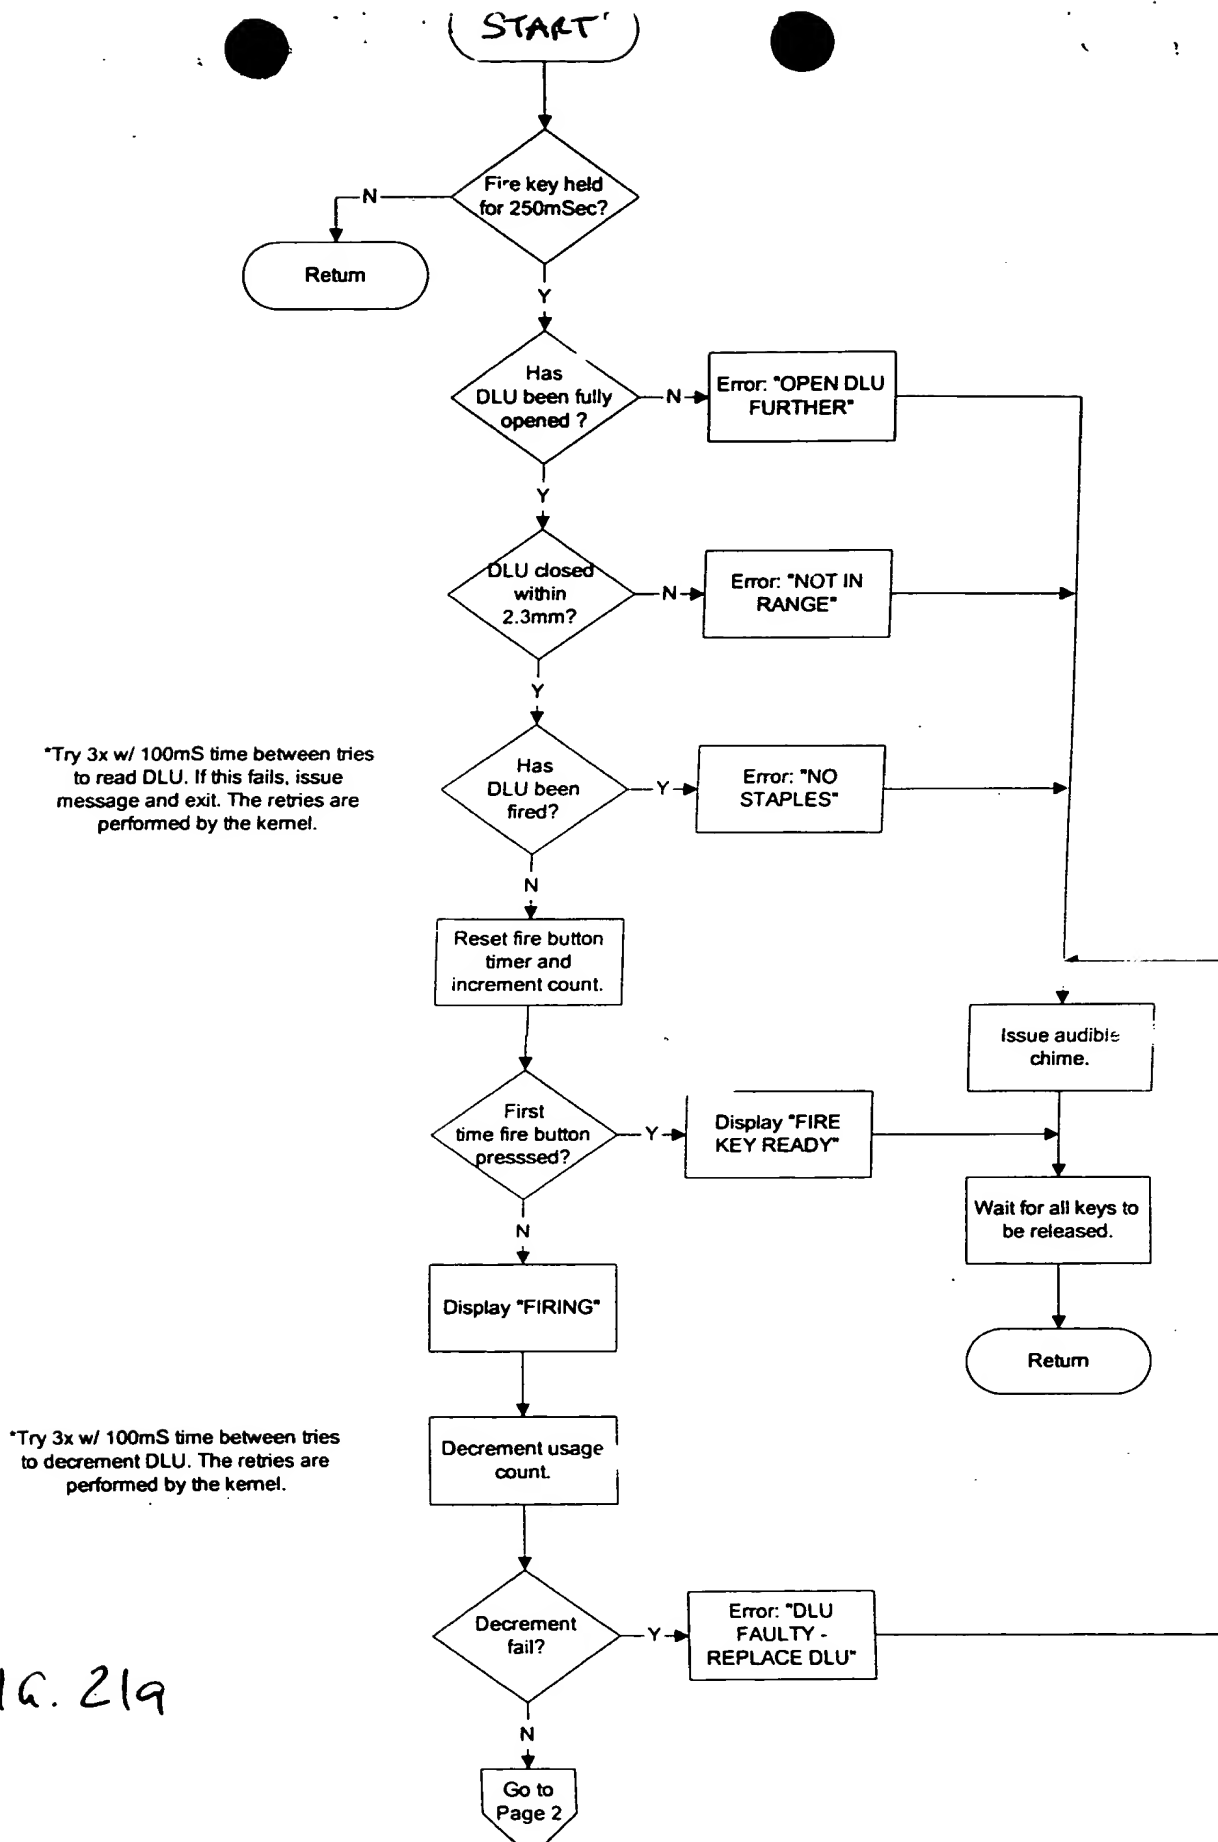 START
Fire key held
for 250mSec?
N
Return
Y
Has
DLU been fully
opened ?
N
Error: "OPEN DLU
FURTHER"
Y
DLU closed
within
2.3mm?
N
Error: "NOT IN
RANGE"
Y
*Try 3x w/ 100mS time between tries
to read DLU. If this fails, issue
message and exit. The retries are
performed by the kernel.
Has
DLU been
fired?
Y
Error: "NO
STAPLES"
N
Reset fire button
timer and
increment count.
Issue audible
chime.
First
time fire button
presssed?
Y
Display "FIRE
KEY READY"
Wait for all keys to
be released.
N
Display "FIRING"
Return
*Try 3x w/ 100mS time between tries
to decrement DLU. The retries are
performed by the kernel.
Decrement usage
count.
Decrement
fail?
Y
Error: "DLU
FAULTY -
REPLACE DLU"
IG. 21a
N
Go to
Page 2